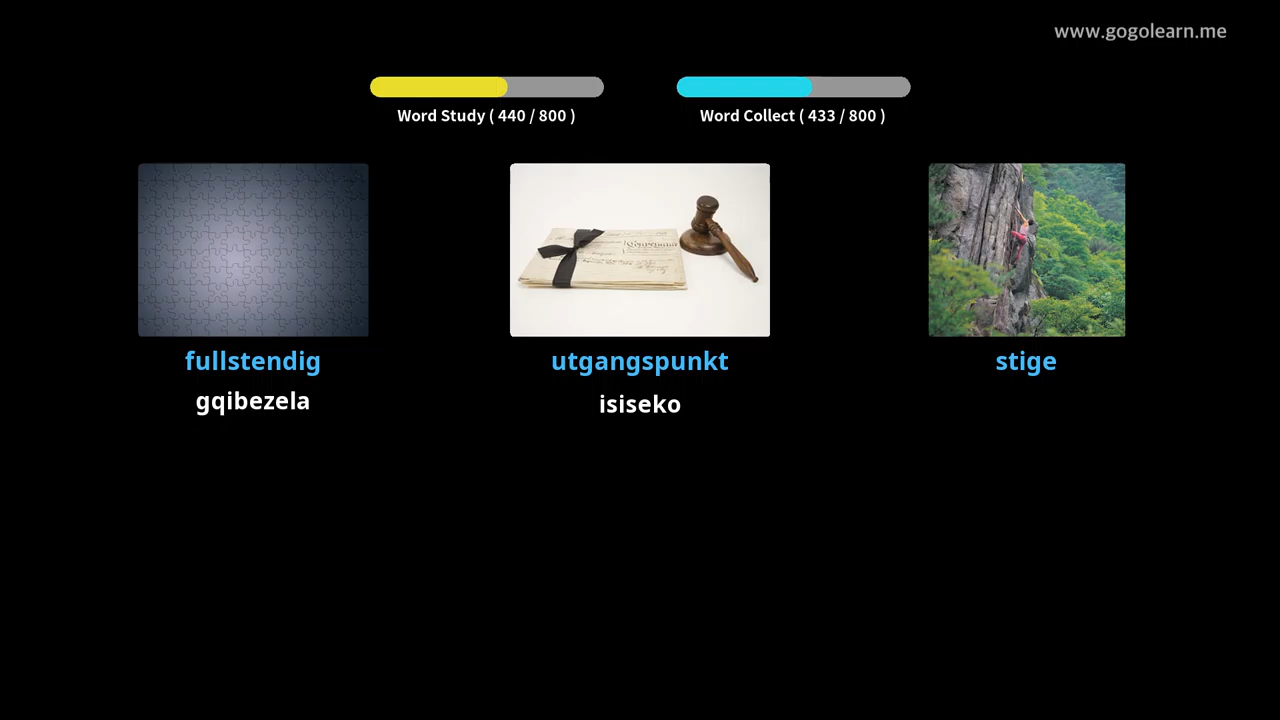 www.gogolearn.me
Word Study ( 440 / 800 )
Word Collect ( 433 / 800 )
fullstendig
utgangspunkt
stige
gqibezela
isiseko